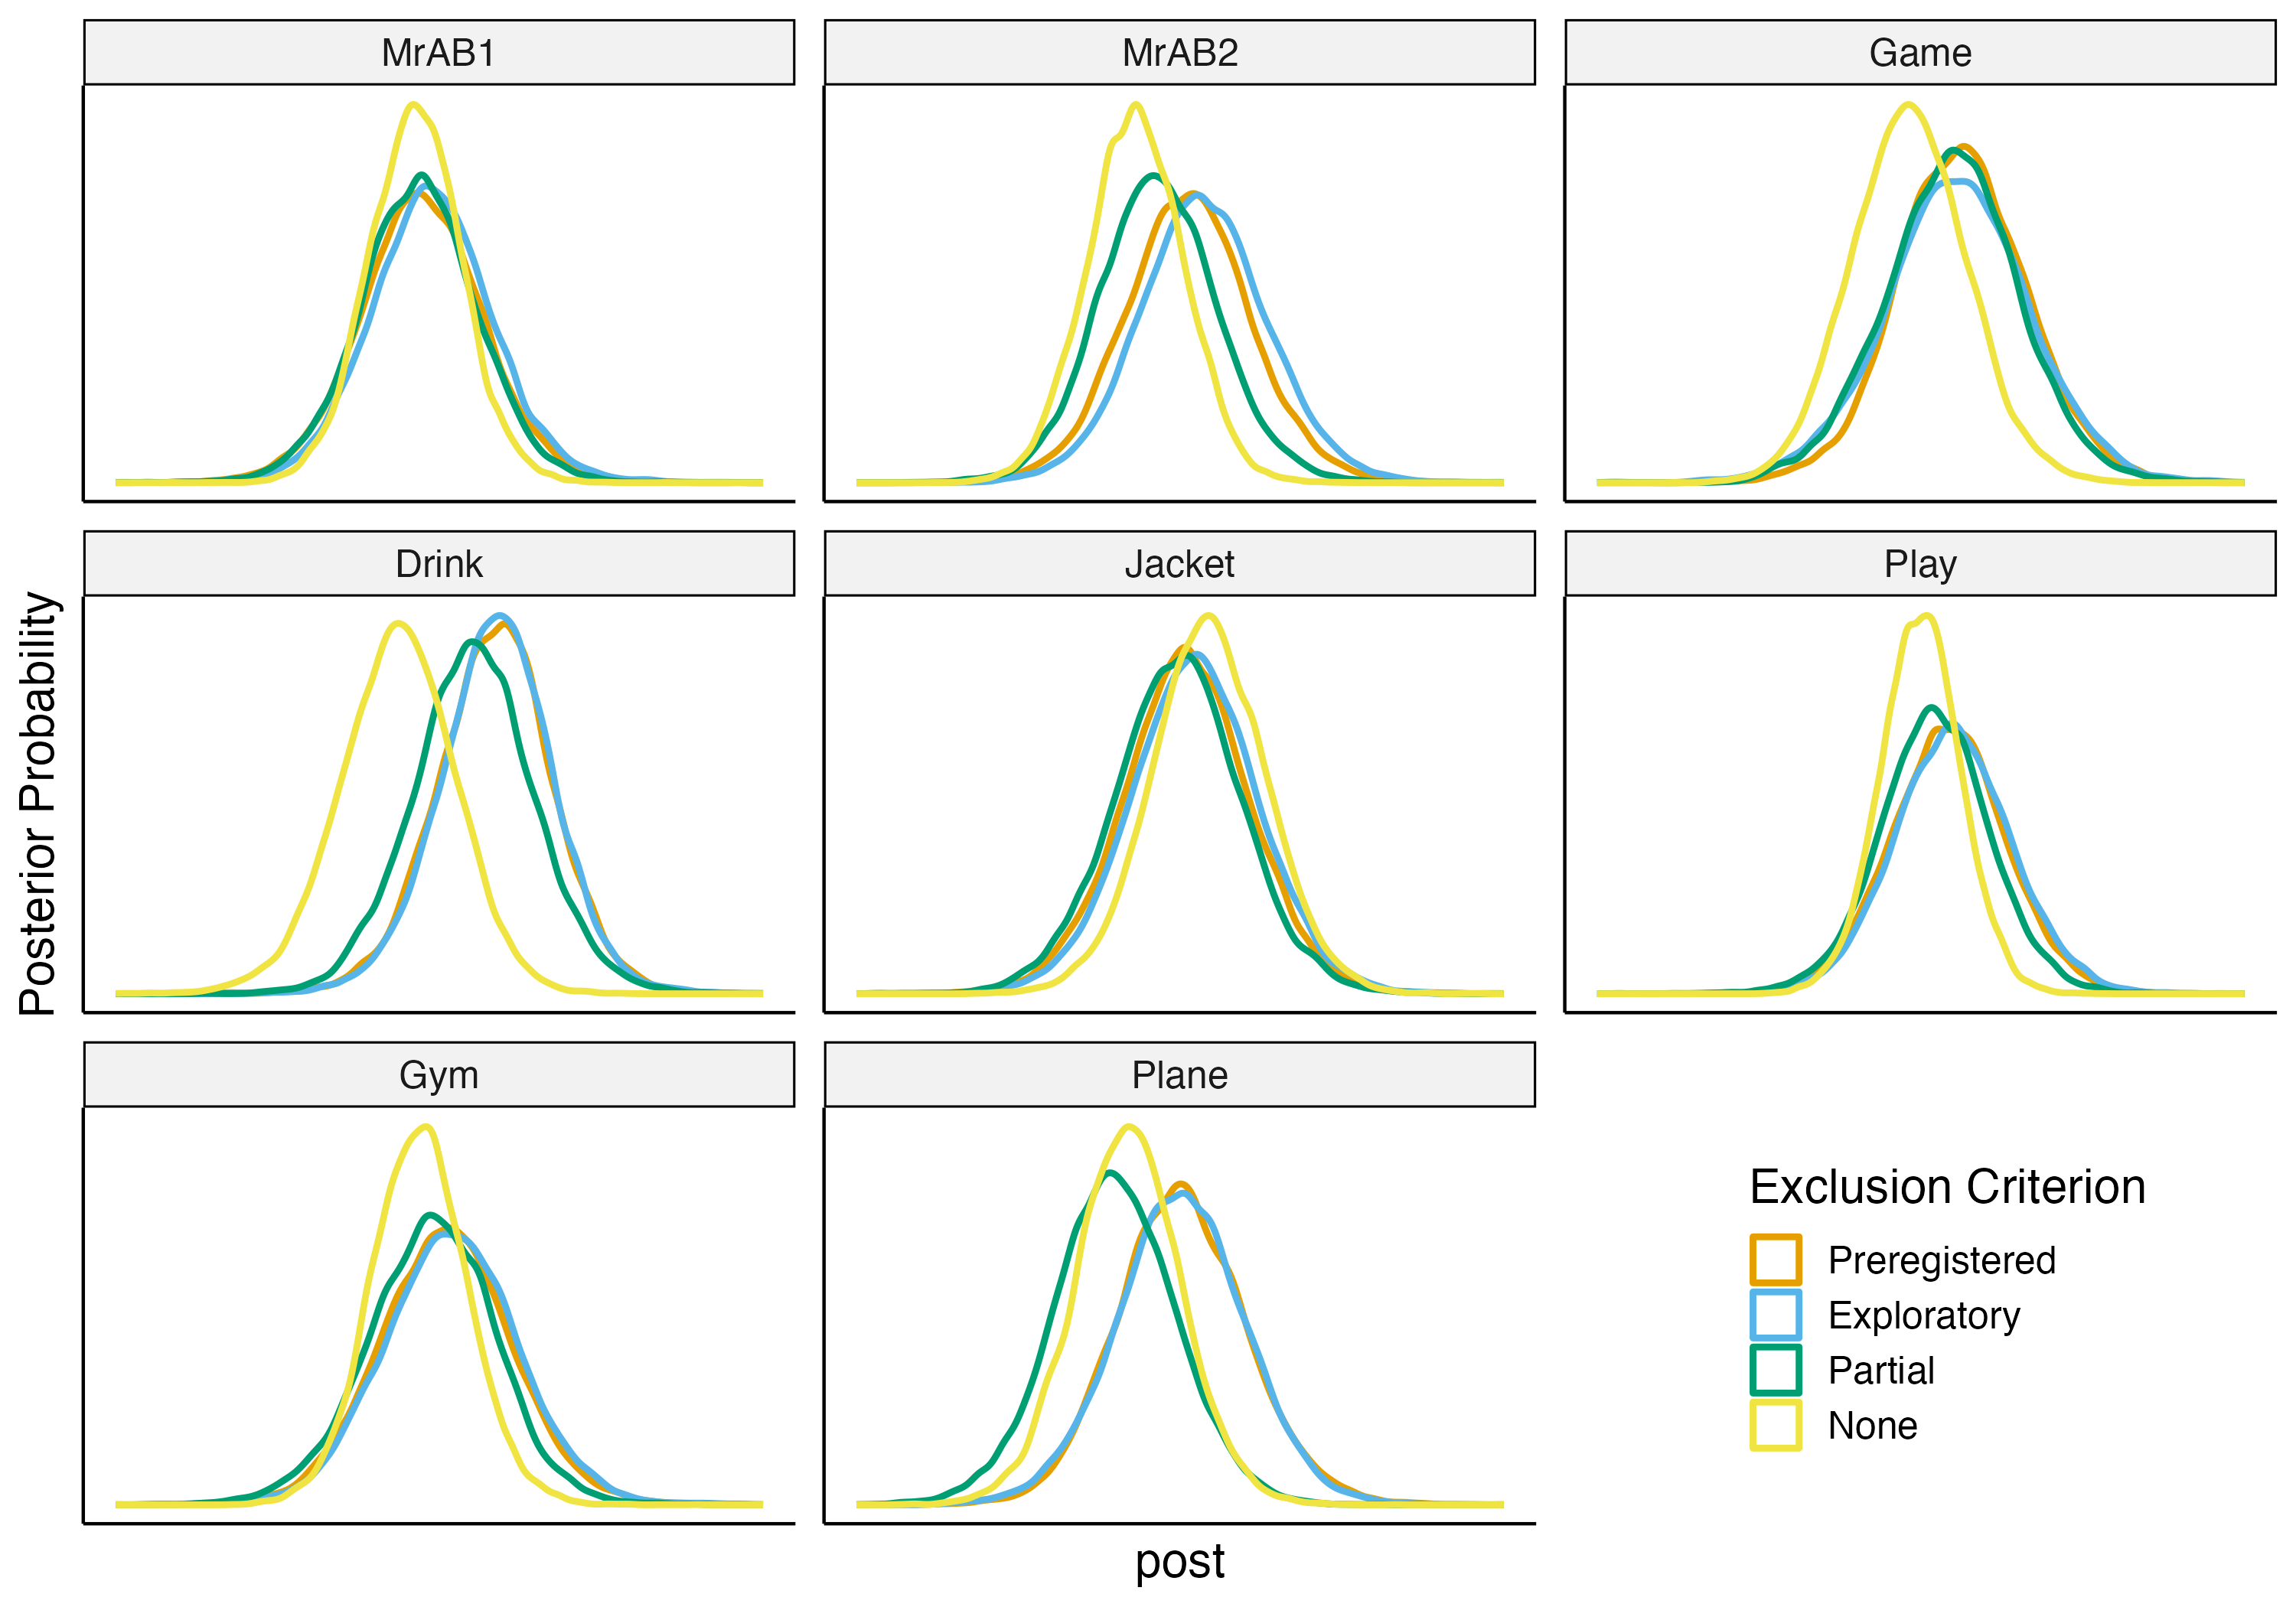 MrAB1
MrAB2
Game
Drink
Jacket
Play
Gym
Plane
Posterior Probability
post
Exclusion Criterion
Preregistered
Exploratory
Partial
None